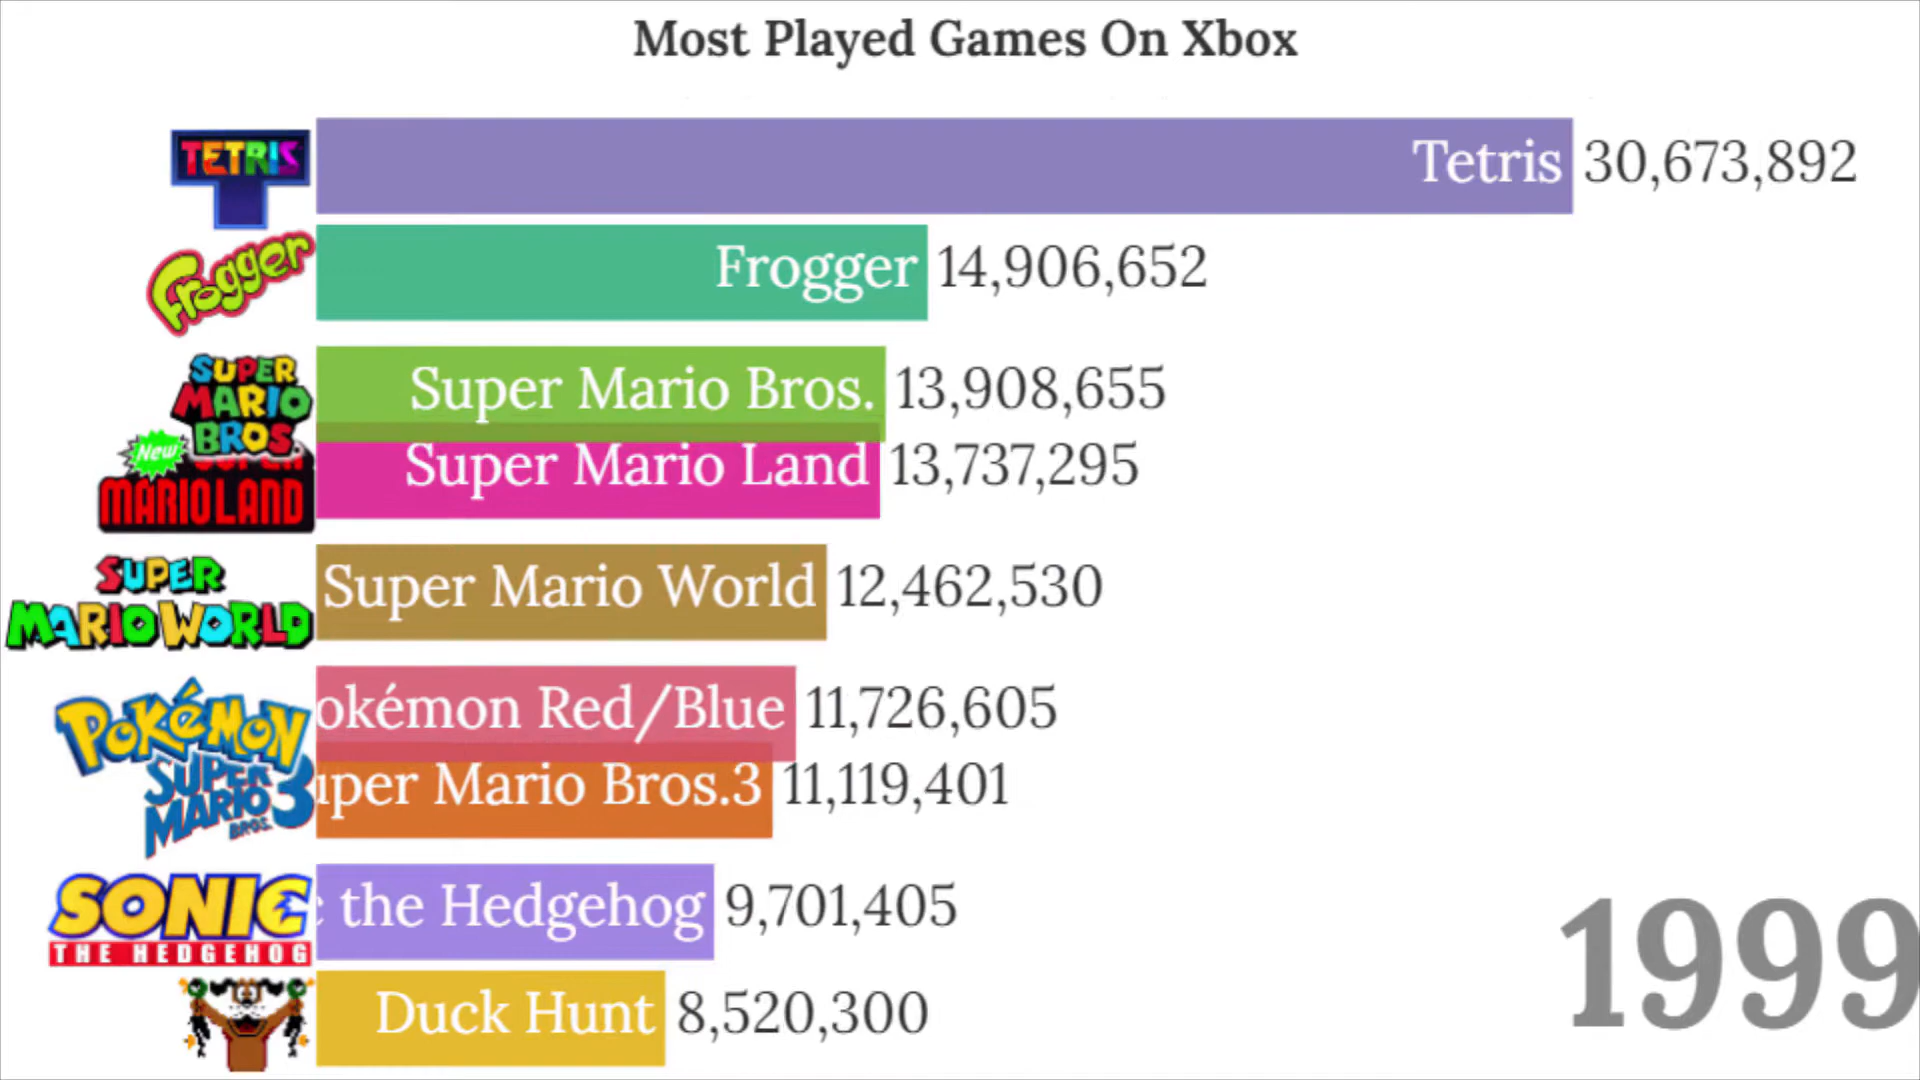 Most Played Games On Xbox
TETRIS
Tetris 30,673,892
Frogger
Frogger 14,906,652
SUPER
MARIO
BROS.
Super Mario Bros. 13,908,655
New
MARIOLAND
Super Mario Land 13,737,295
SUPER
MARIO WORLD
Super Mario World 12,462,530
POKéMON
okémon Red/Blue 11,726,605
SUPER
MARIO 3
BROS.
uper Mario Bros.3 11,119,401
SONIC
THE HEDGEHOG
c the Hedgehog 9,701,405
Duck Hunt 8,520,300
1999